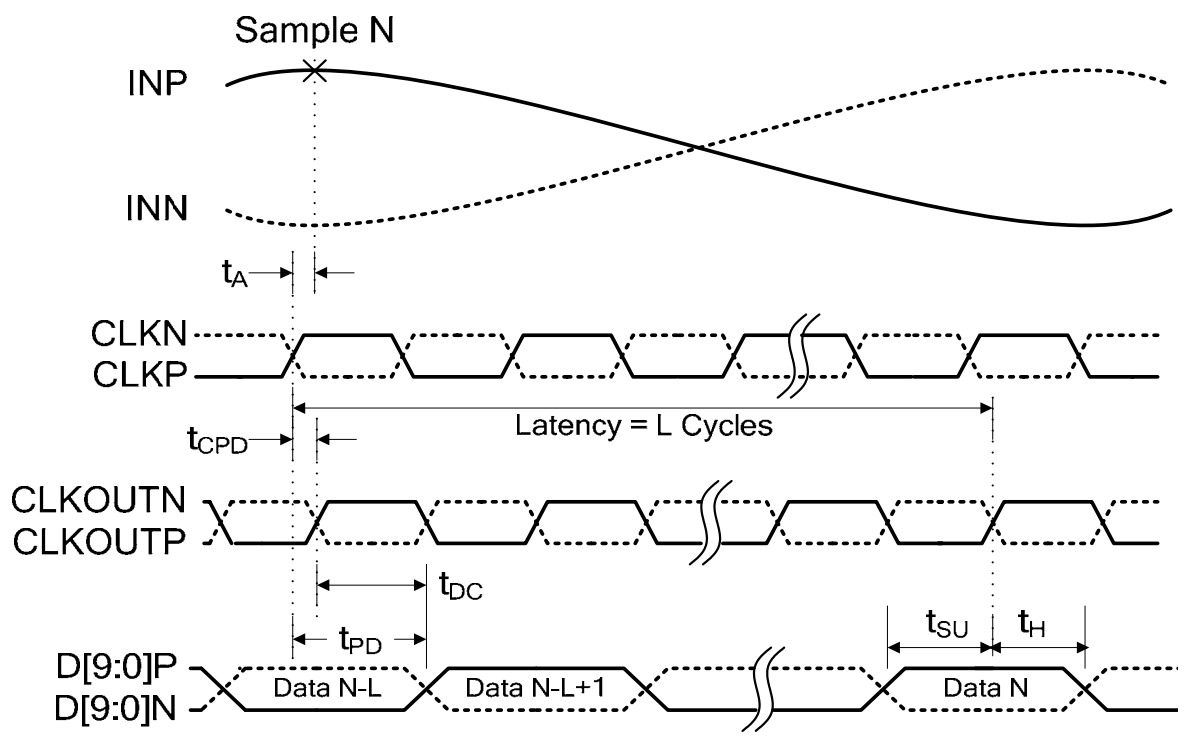 Sample N
INP
INN
tA
CLKN
CLKP
Latency = L Cycles
tCPD
CLKOUTN
CLKOUTP
tDC
tPD
tSU
tH
D[9:0]P
D[9:0]N
Data N-L
Data N-L+1
Data N